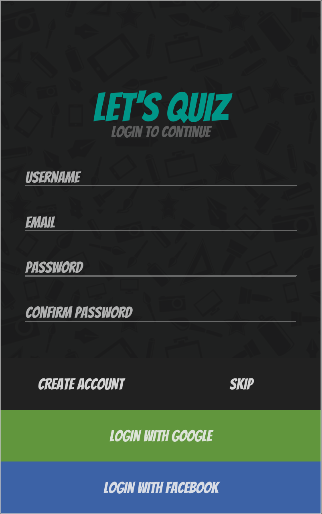 LET'S QUIZ
LOGIN TO CONTINUE
USERNAME
EMAIL
PASSWORD
CONFIRM PASSWORD
CREATE ACCOUNT SKIP
LOGIN WITH GOOGLE
LOGIN WITH FACEBOOK